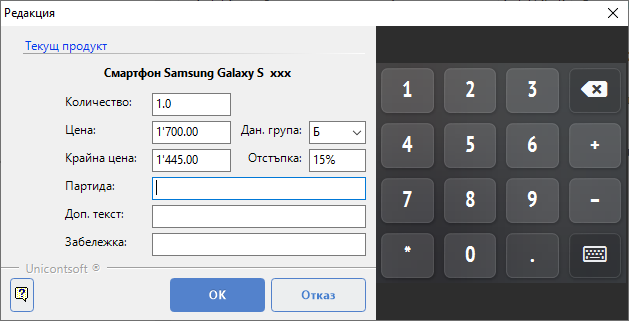 Редакция
Текущ продукт
Смартфон Samsung Galaxy S xxx
Количество: 1.0
Цена: 1'700.00 Дан. група: Б
Крайна цена: 1'445.00 Отстъпка: 15%
Партида:
Доп. текст:
Забележка:
Unicontsoft ®
OK Отказ
1 2 3
4 5 6 +
7 8 9 -
* 0 .